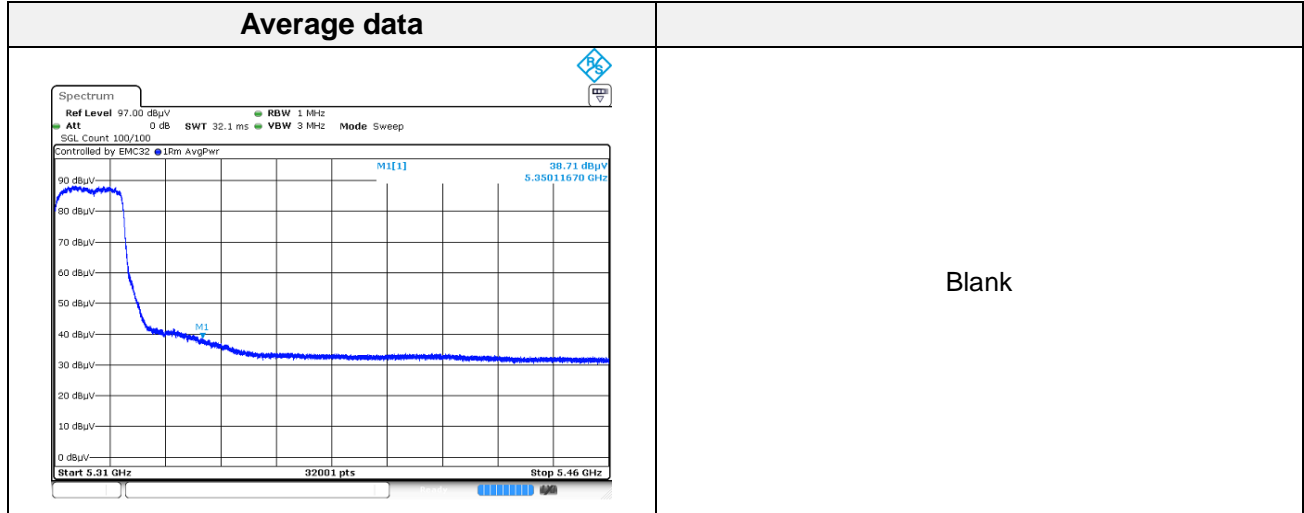 Average data
R S
Spectrum
Ref Level 97.00 dBµV RBW 1 MHz
Att 0 dB SWT 32.1 ms VBW 3 MHz Mode Sweep
SGL Count 100/100
Controlled by EMC32 1Rm AvgPwr
M1[1] 38.71 dBµV
5.35011670 GHz
90 dBµV
80 dBµV
70 dBµV
60 dBµV
50 dBµV
M1
40 dBµV
30 dBµV
20 dBµV
10 dBµV
0 dBµV
Start 5.31 GHz 32001 pts Stop 5.46 GHz
Blank